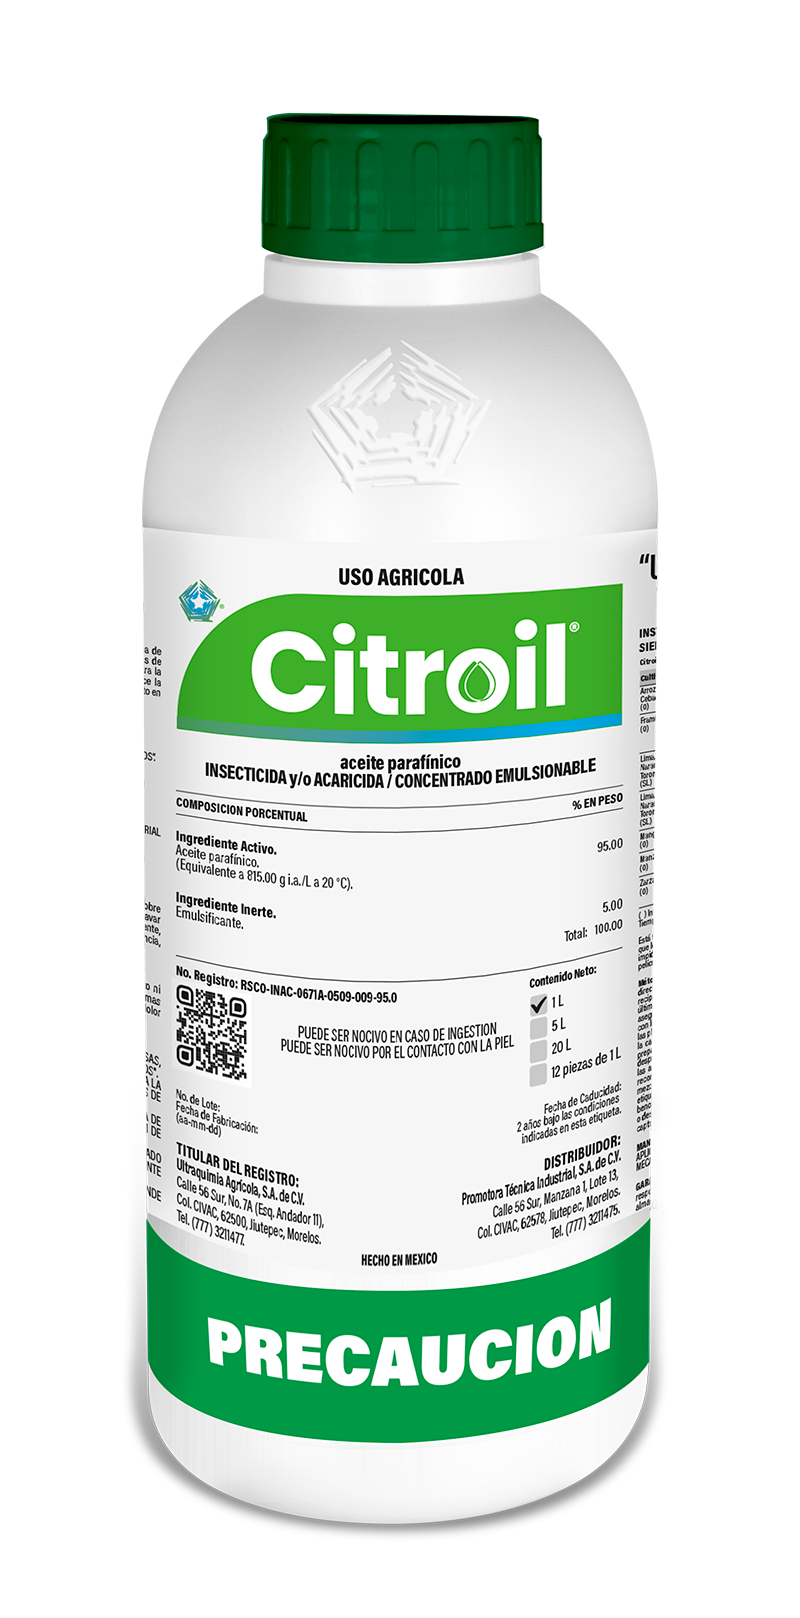 USO AGRICOLA
Citroil®
aceite parafínico
INSECTICIDA y/o ACARICIDA / CONCENTRADO EMULSIONABLE
COMPOSICION PORCENTUAL % EN PESO
Ingrediente Activo. 95.00
Aceite parafínico.
(Equivalente a 815.00 g i.a./L a 20 °C).
Ingrediente Inerte. 5.00
Emulsificante.
Total: 100.00
No. Registro: RSCO-INAC-0671A-0509-009-95.0
Contenido Neto:
1 L
5 L
20 L
12 piezas de 1 L
PUEDE SER NOCIVO EN CASO DE INGESTION
PUEDE SER NOCIVO POR EL CONTACTO CON LA PIEL
No. de Lote:
Fecha de Fabricación:
(aa-mm-dd)
Fecha de Caducidad:
2 años bajo las condiciones
indicadas en esta etiqueta.
TITULAR DEL REGISTRO:
Ultraquimia Agrícola, S.A. de C.V.
Calle 56 Sur, No. 7A (Esq. Andador 11),
Col. CIVAC, 62500, Jiutepec, Morelos.
Tel. (777) 3211477.
DISTRIBUIDOR:
Promotora Técnica Industrial, S.A. de C.V.
Calle 56 Sur, Manzana 1, Lote 13,
Col. CIVAC, 62578, Jiutepec, Morelos.
Tel. (777) 3211475.
HECHO EN MEXICO
PRECAUCION